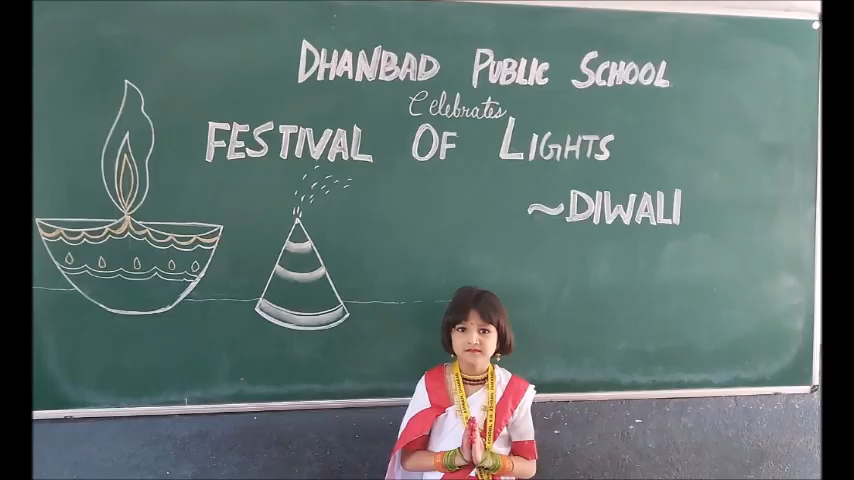 DHANBAD PUBLIC SCHOOL
Celebrates
FESTIVAL OF LIGHTS
~DIWALI